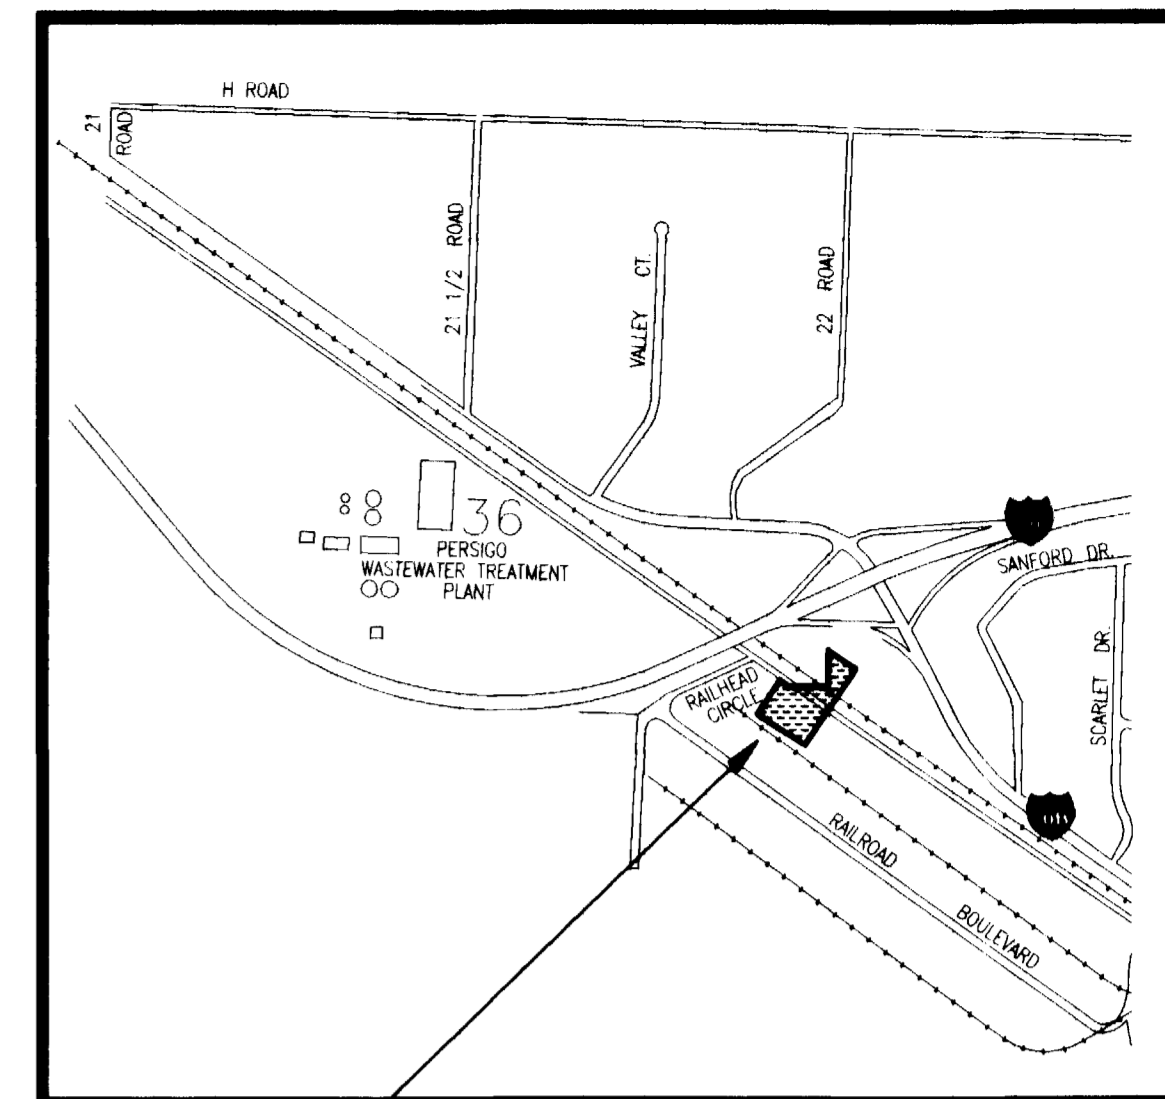 H ROAD
21
ROAD
21 1/2 ROAD
VALLEY CT.
22 ROAD
36
PERSIGO
WASTEWATER TREATMENT
PLANT
SANFORD DR.
SCARLET DR.
RAILHEAD
CIRCLE
RAILROAD
BOULEVARD